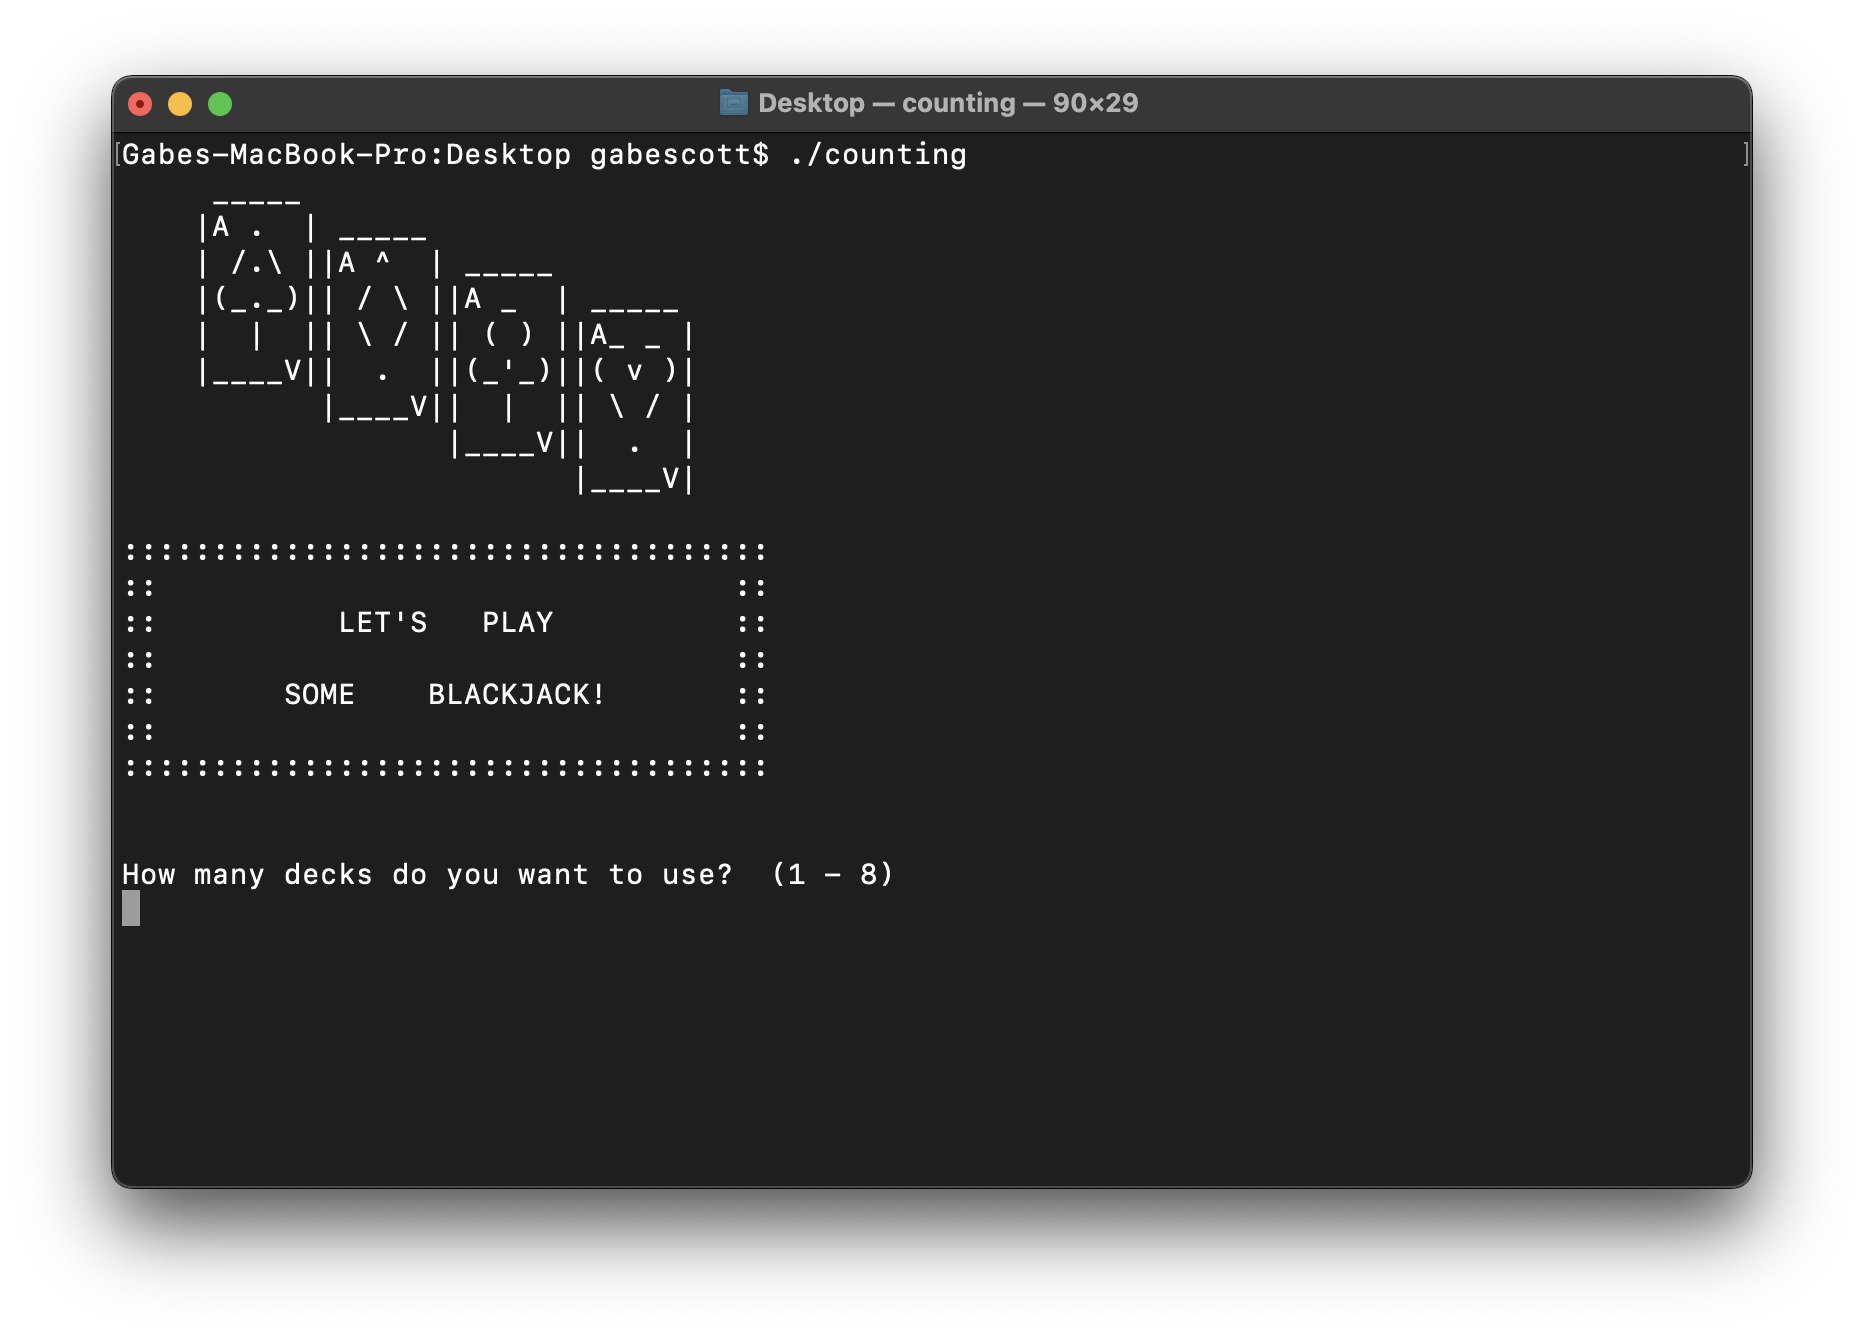 Desktop — counting — 90×29
[Gabes-MacBook-Pro:Desktop gabescott$ ./counting ]
      _____
     |A .  | _____
     | /.\ ||A ^  | _____
     |(_._)|| / \ ||A _  | _____
     |  |  || \ / || ( ) ||A_ _ |
     |____V||  .  ||(_'_)||( v )|
            |____V||  |  || \ / |
                   |____V||  .  |
                          |____V|
::::::::::::::::::::::::::::::::::::
::                                ::
::          LET'S   PLAY          ::
::                                ::
::       SOME    BLACKJACK!       ::
::                                ::
::::::::::::::::::::::::::::::::::::
How many decks do you want to use?  (1 - 8)